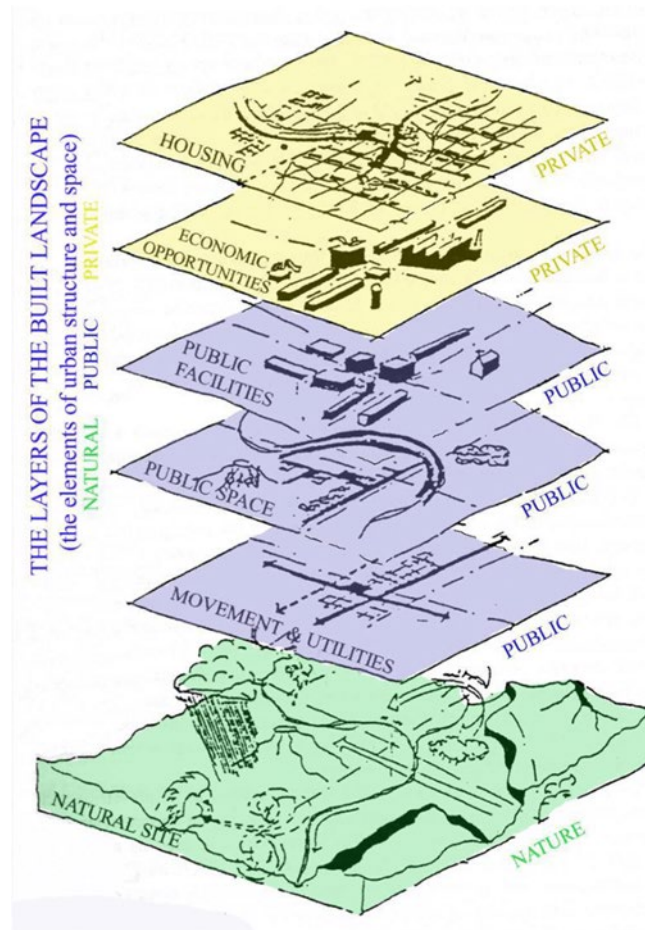 THE LAYERS OF THE BUILT LANDSCAPE
(the elements of urban structure and space)
NATURAL PUBLIC PRIVATE
HOUSING
PRIVATE
ECONOMIC
OPPORTUNITIES
PRIVATE
PUBLIC
FACILITIES
PUBLIC
PUBLIC SPACE
PUBLIC
MOVEMENT & UTILITIES
PUBLIC
NATURAL SITE
NATURE